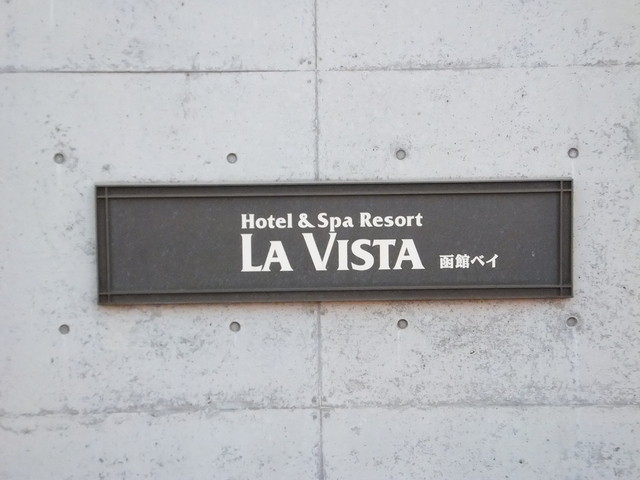 Hotel & Spa Resort
LA VISTA 函館ベイ